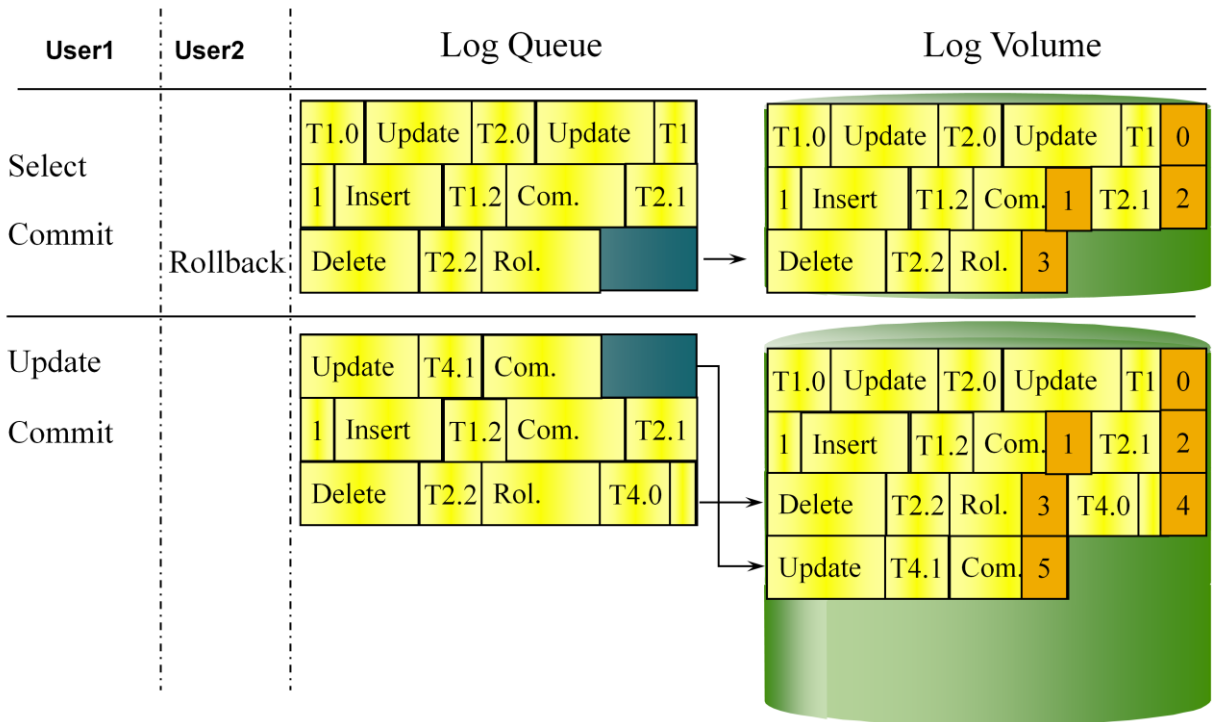 User1 User2 Log Queue Log Volume
T1.0 Update T2.0 Update T1 T1.0 Update T2.0 Update T1 0
Select
1 Insert T1.2 Com. T2.1 1 Insert T1.2 Com. 1 T2.1 2
Commit
Rollback Delete T2.2 Rol. Delete T2.2 Rol. 3
Update Update T4.1 Com. T1.0 Update T2.0 Update T1 0
Commit 1 Insert T1.2 Com. T2.1 1 Insert T1.2 Com. 1 T2.1 2
Delete T2.2 Rol. T4.0 Delete T2.2 Rol. 3 T4.0 4
Update T4.1 Com. 5